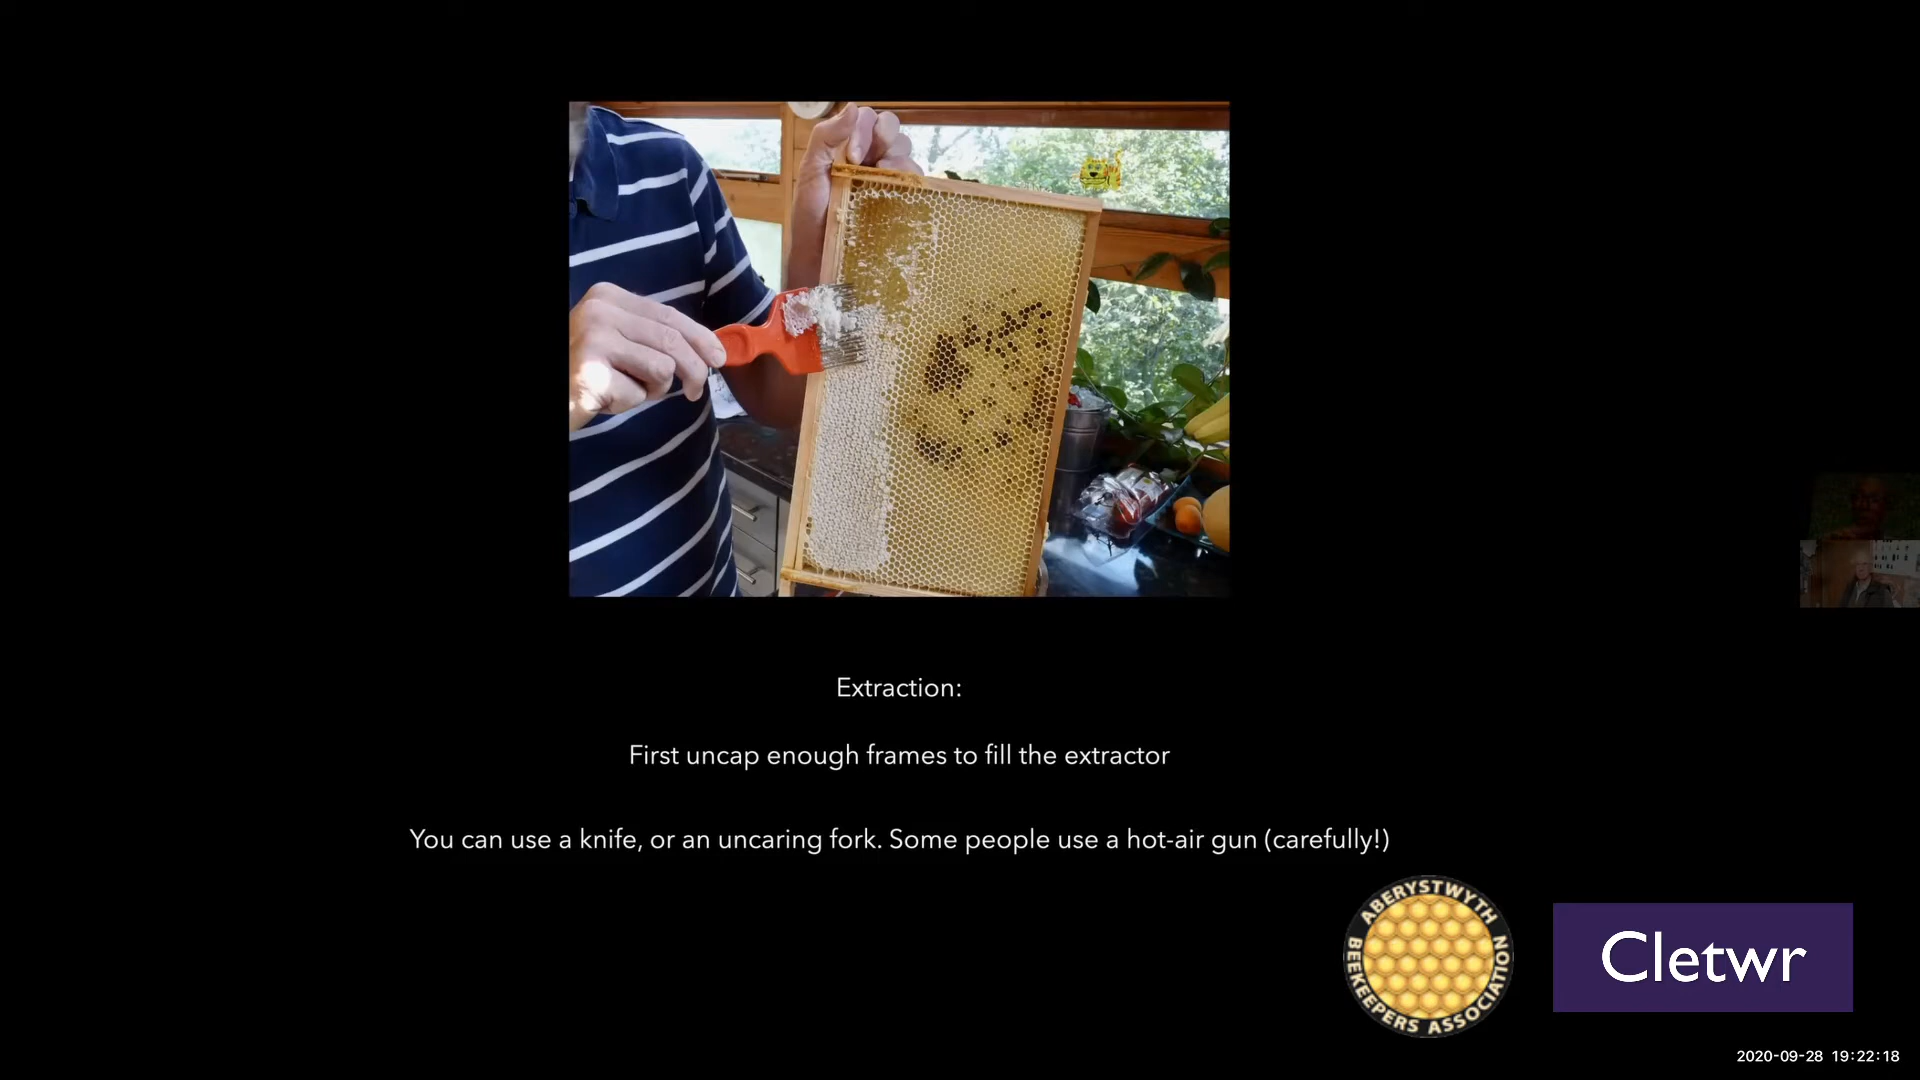 Extraction:
First uncap enough frames to fill the extractor
You can use a knife, or an uncaring fork. Some people use a hot-air gun (carefully!)
ABERYSTWYTH
BEEKEEPERS ASSOCIATION
Cletwr
2020-09-28 19:22:18